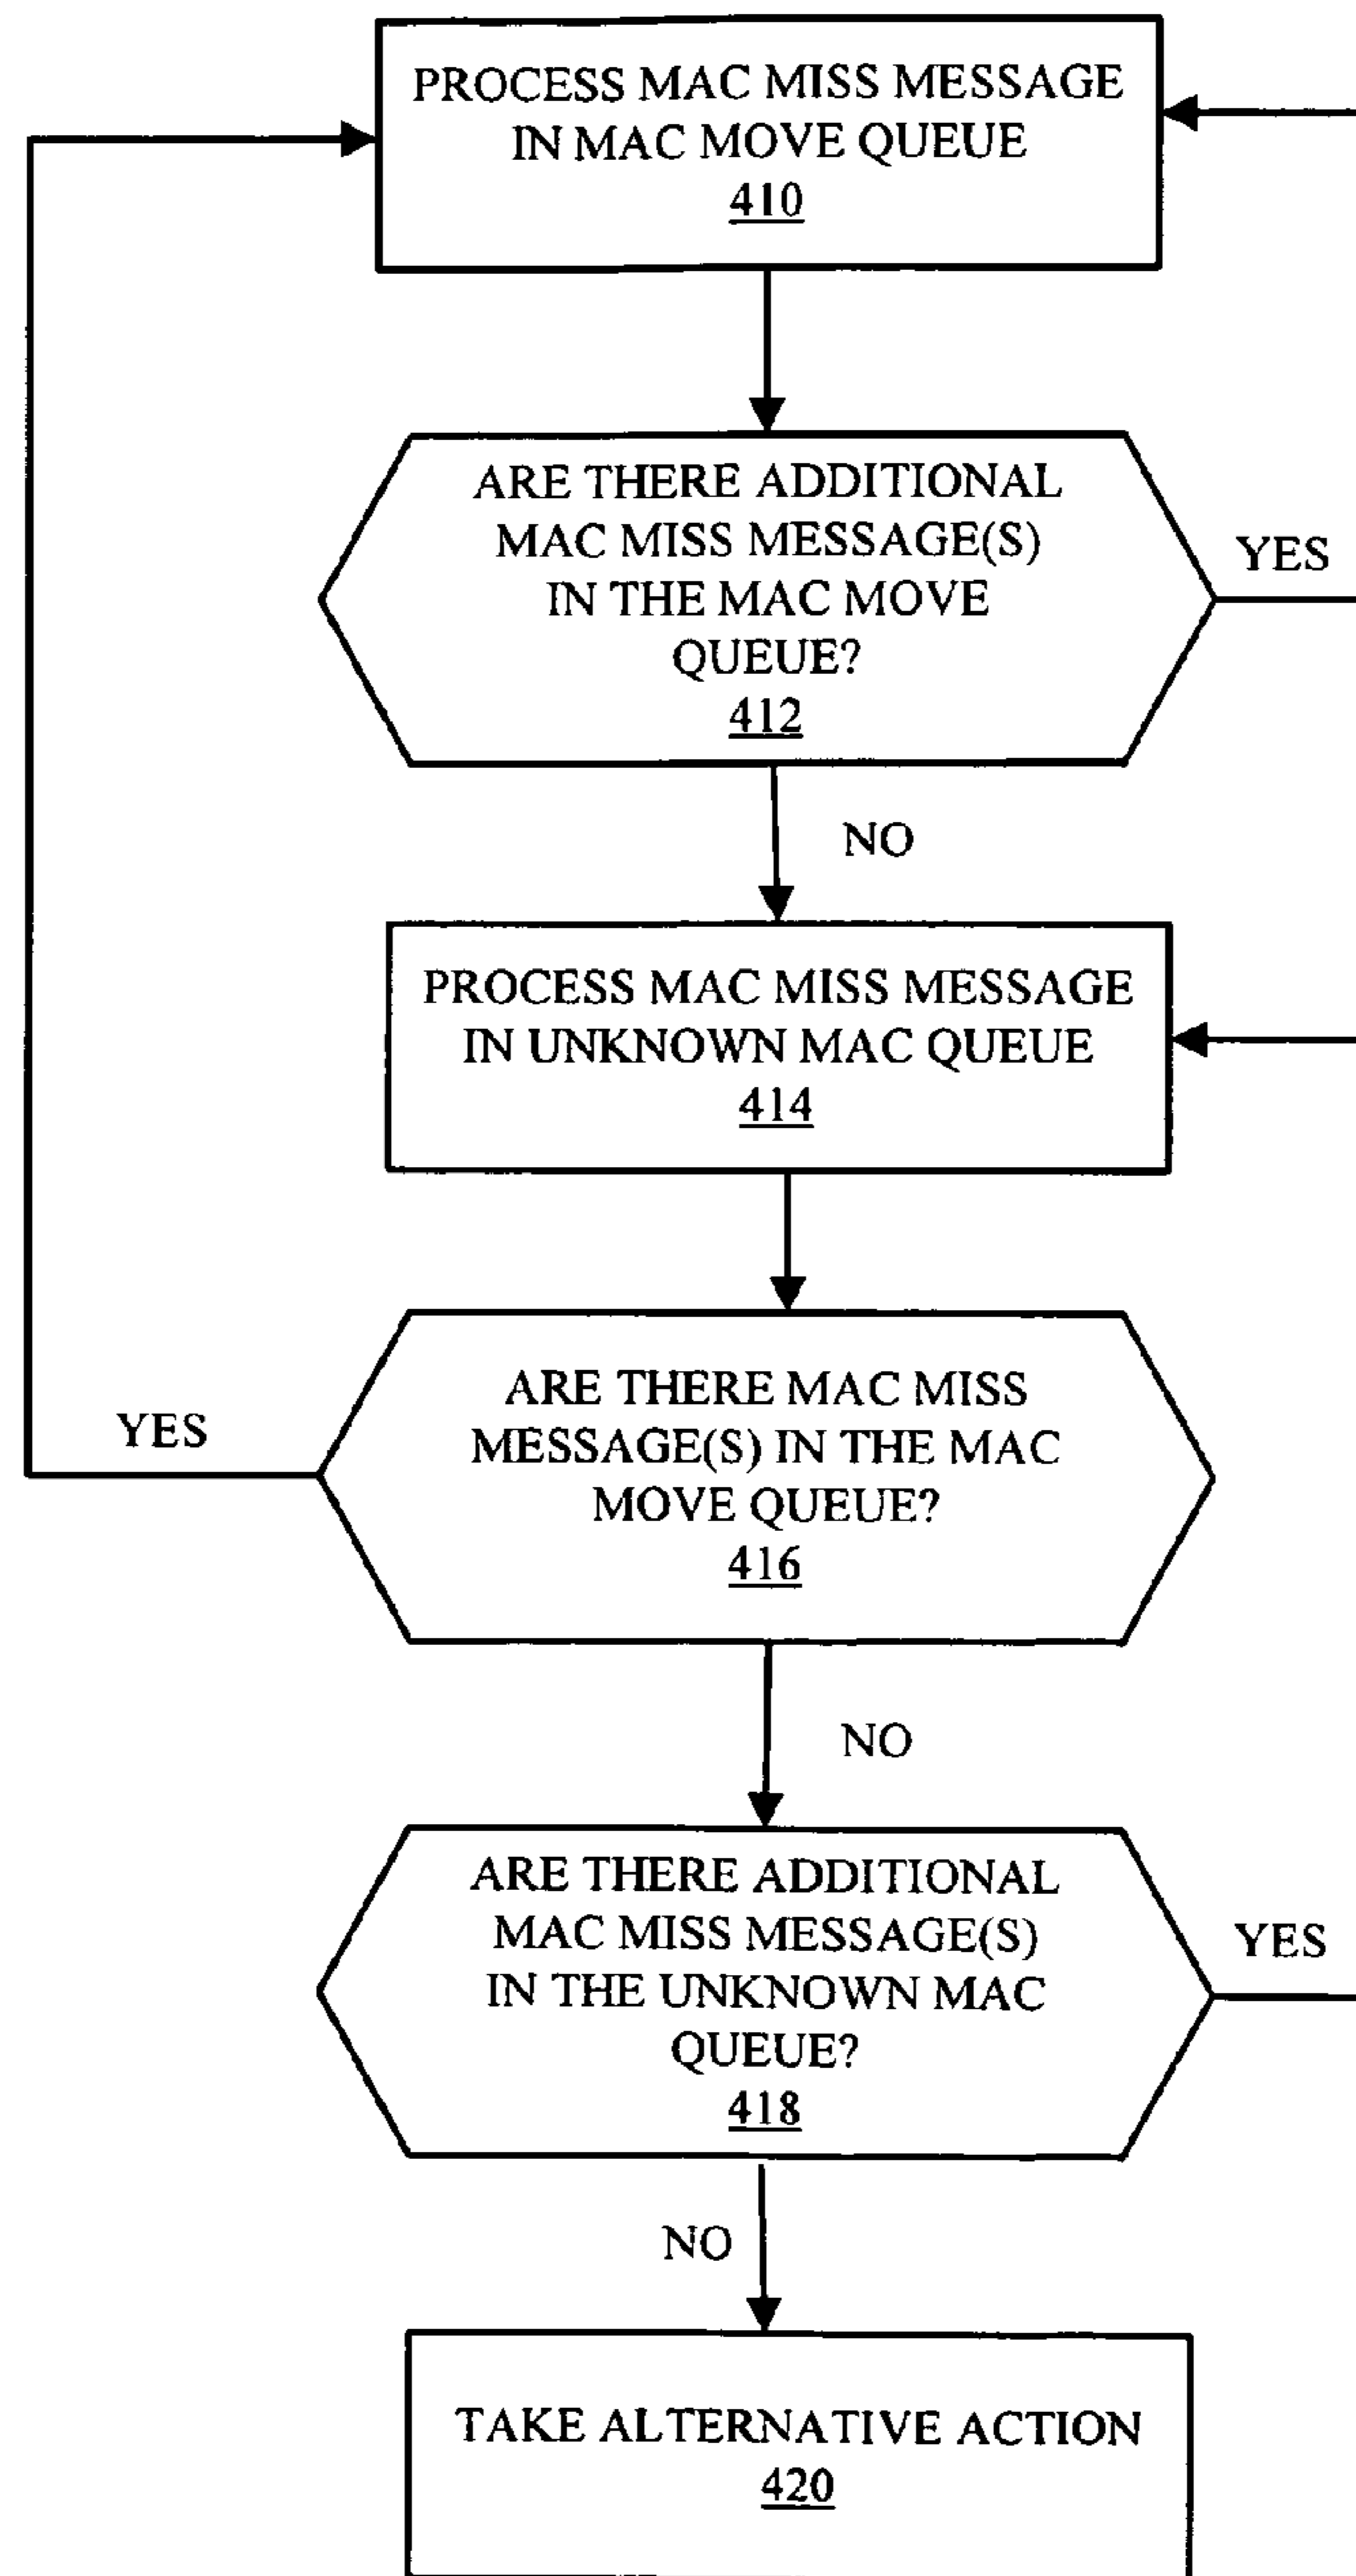 PROCESS MAC MISS MESSAGE
IN MAC MOVE QUEUE
410
ARE THERE ADDITIONAL
MAC MISS MESSAGE(S)
IN THE MAC MOVE
QUEUE?
412
YES
NO
PROCESS MAC MISS MESSAGE
IN UNKNOWN MAC QUEUE
414
ARE THERE MAC MISS
MESSAGE(S) IN THE MAC
MOVE QUEUE?
416
YES
NO
ARE THERE ADDITIONAL
MAC MISS MESSAGE(S)
IN THE UNKNOWN MAC
QUEUE?
418
YES
NO
TAKE ALTERNATIVE ACTION
420